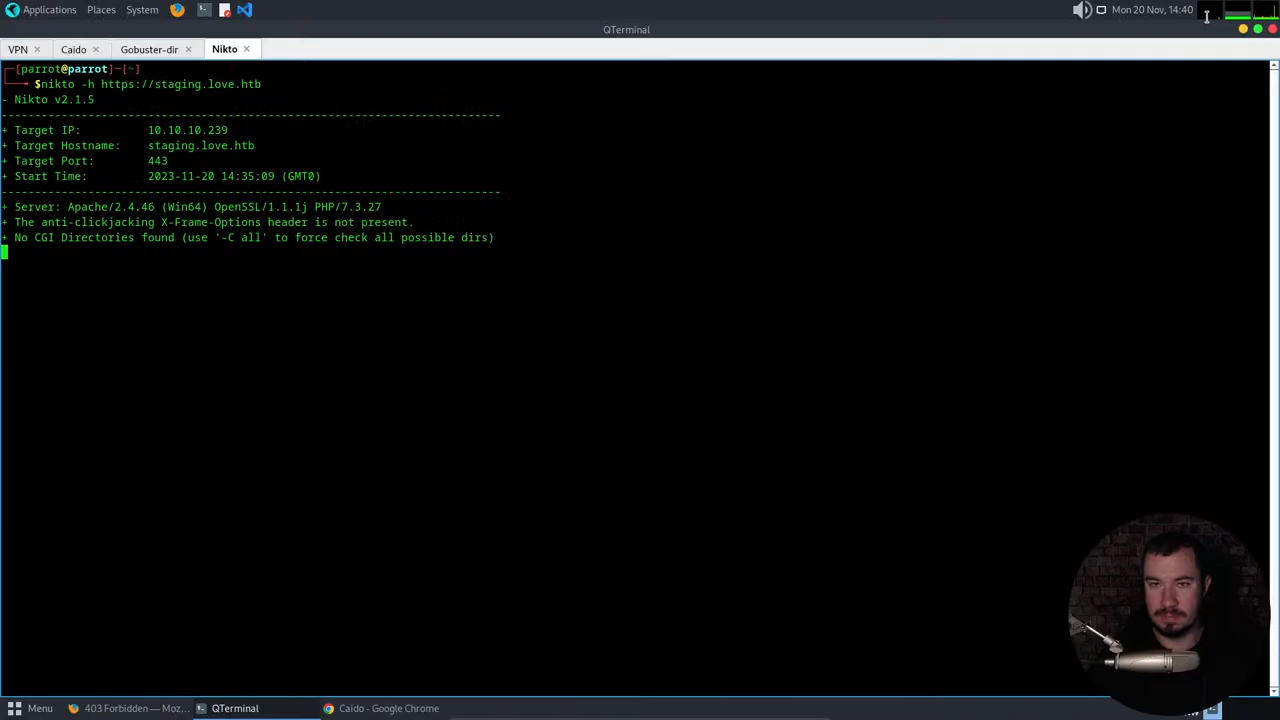 Applications Places System
Mon 20 Nov, 14:40
QTerminal
VPN × Caido × Gobuster-dir × Nikto ×
┌─[parrot@parrot]─[~]
└──╼ $nikto -h https://staging.love.htb
- Nikto v2.1.5
---------------------------------------------------------------------------
+ Target IP: 10.10.10.239
+ Target Hostname: staging.love.htb
+ Target Port: 443
+ Start Time: 2023-11-20 14:35:09 (GMT0)
---------------------------------------------------------------------------
+ Server: Apache/2.4.46 (Win64) OpenSSL/1.1.1j PHP/7.3.27
+ The anti-clickjacking X-Frame-Options header is not present.
+ No CGI Directories found (use '-C all' to force check all possible dirs)
Menu 403 Forbidden — Moz... QTerminal Caido - Google Chrome